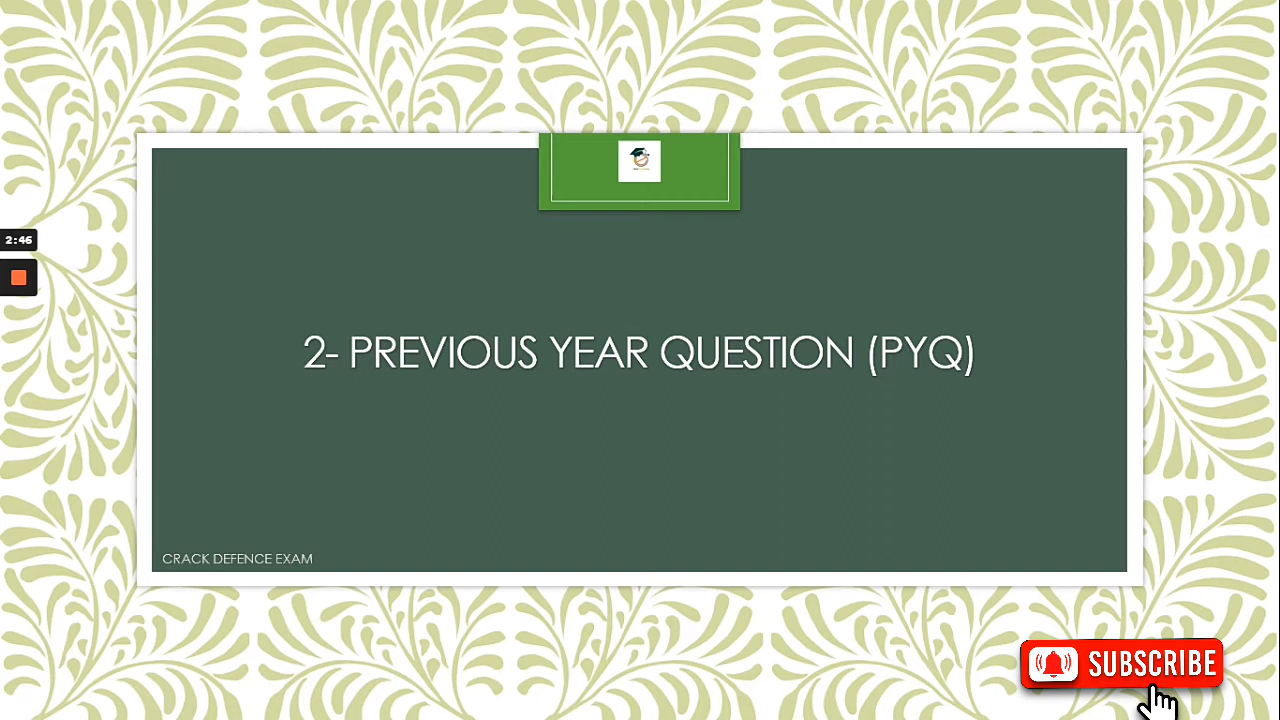 2:46
2- PREVIOUS YEAR QUESTION (PYQ)
CRACK DEFENCE EXAM
SUBSCRIBE